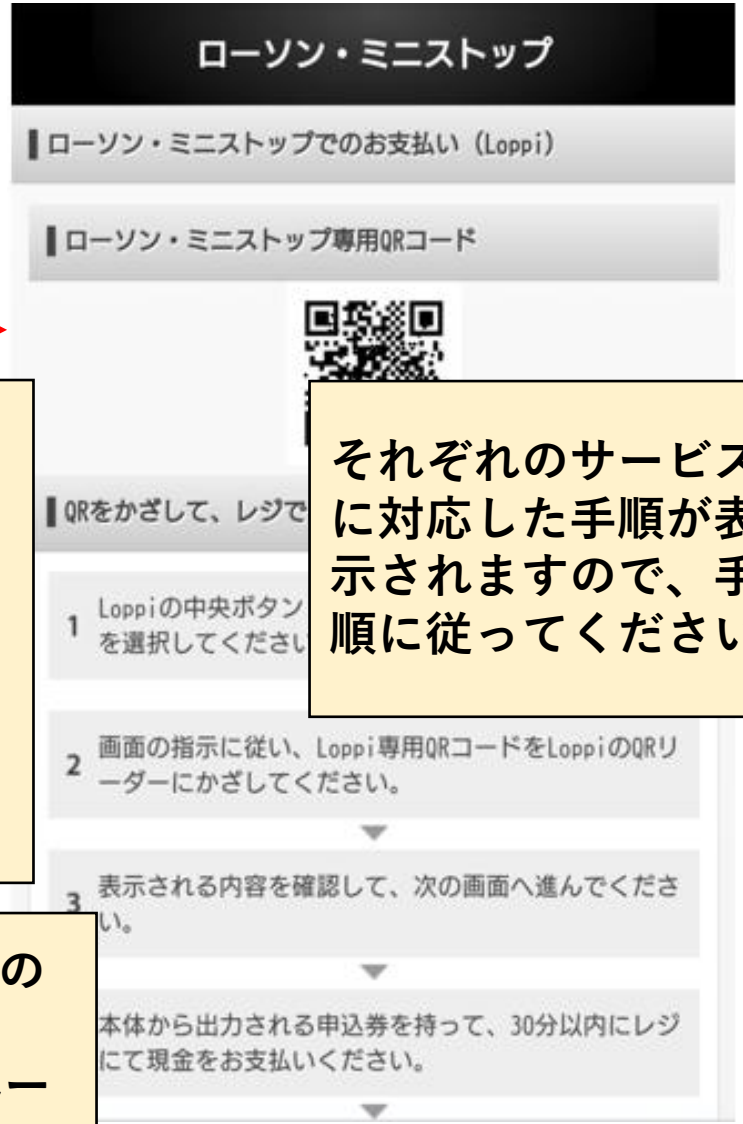 ローソン・ミニストップ
ローソン・ミニストップでのお支払い（Loppi）
ローソン・ミニストップ専用QRコード
それぞれのサービス
に対応した手順が表
示されますので、手
順に従ってください
QRをかざして、レジで
1 Loppiの中央ボタン
を選択してください
2 画面の指示に従い、Loppi専用QRコードをLoppiのQRリ
ーダーにかざしてください。
3 表示される内容を確認して、次の画面へ進んでくださ
い。
の
本体から出力される申込券を持って、30分以内にレジ
にて現金をお支払いください。
ー